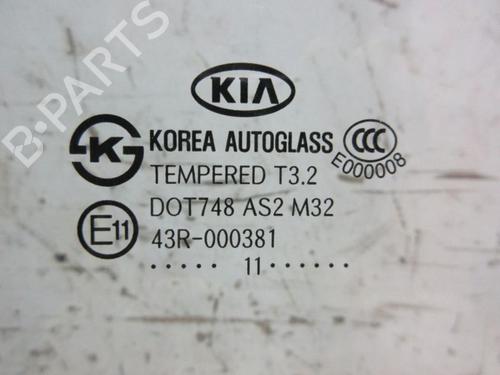 KIA
K
KOREA AUTOGLASS
CCC
E000008
TEMPERED T3.2
DOT748 AS2 M32
E11
43R-000381
..... 11 ......
B-PARTS